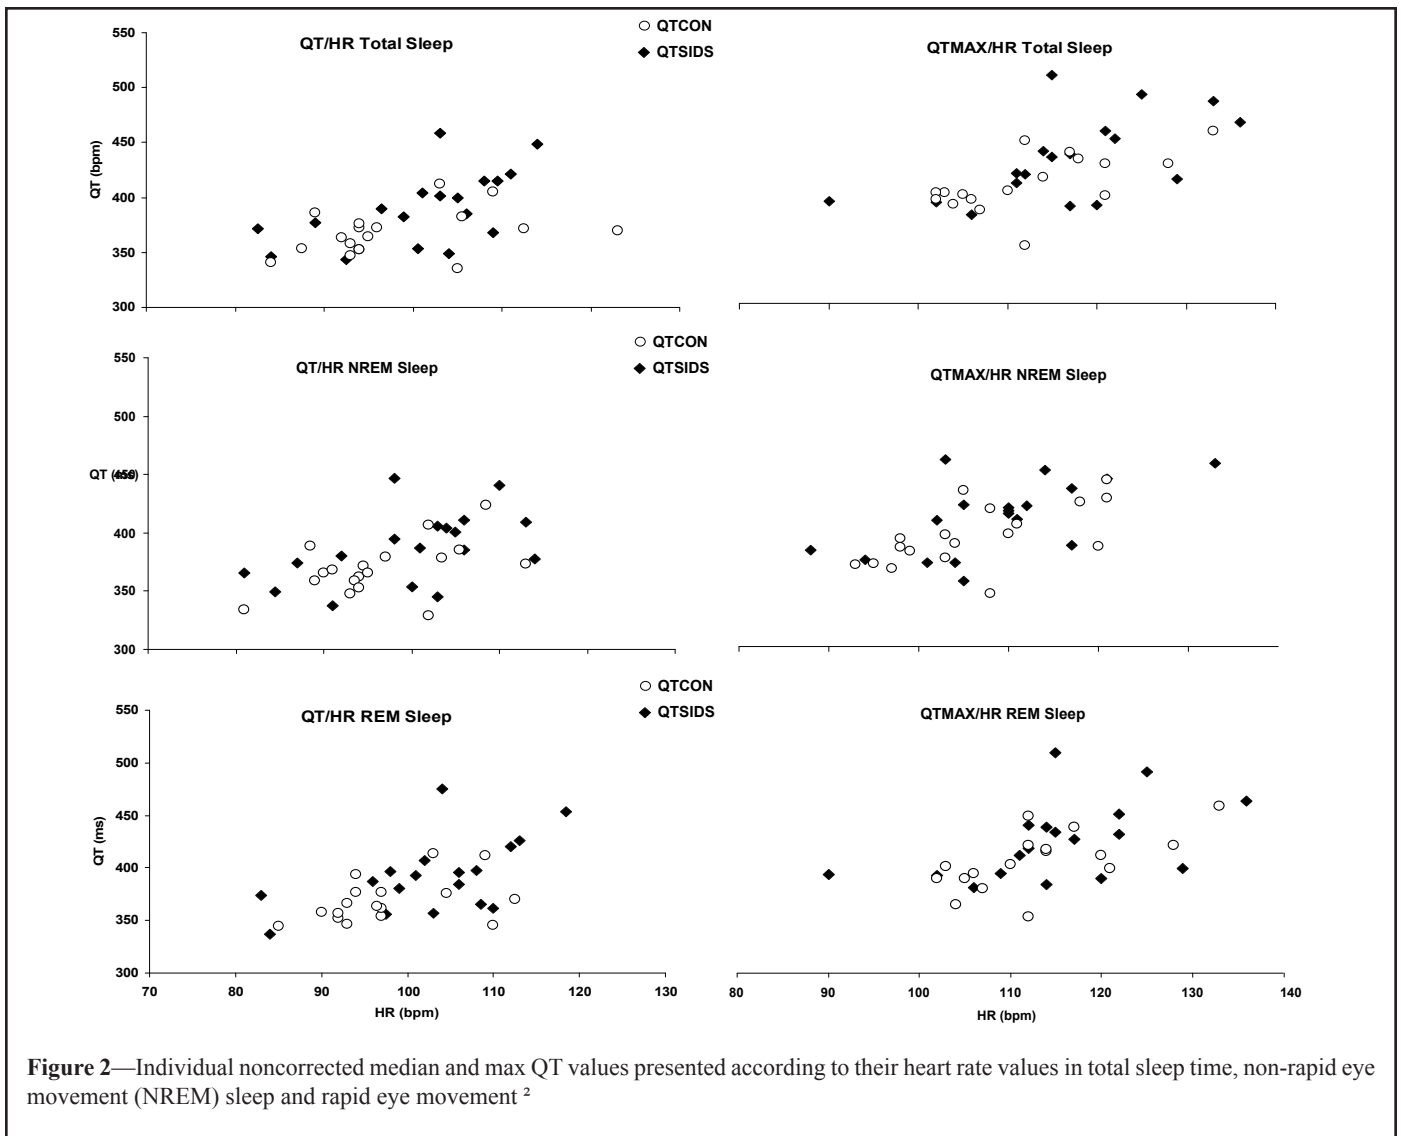 QTCON
QTSIDS
QT/HR Total Sleep
QTMAX/HR Total Sleep
550
500
450
400
350
300
QT (bpm)
QTCON
QTSIDS
QT/HR NREM Sleep
QTMAX/HR NREM Sleep
550
500
450
400
350
300
QT (ms)
QTCON
QTSIDS
QT/HR REM Sleep
QTMAX/HR REM Sleep
550
500
450
400
350
300
QT (ms)
70 80 90 100 110 120 130
HR (bpm)
80 90 100 110 120 130 140
HR (bpm)
Figure 2—Individual noncorrected median and max QT values presented according to their heart rate values in total sleep time, non-rapid eye
movement (NREM) sleep and rapid eye movement ²